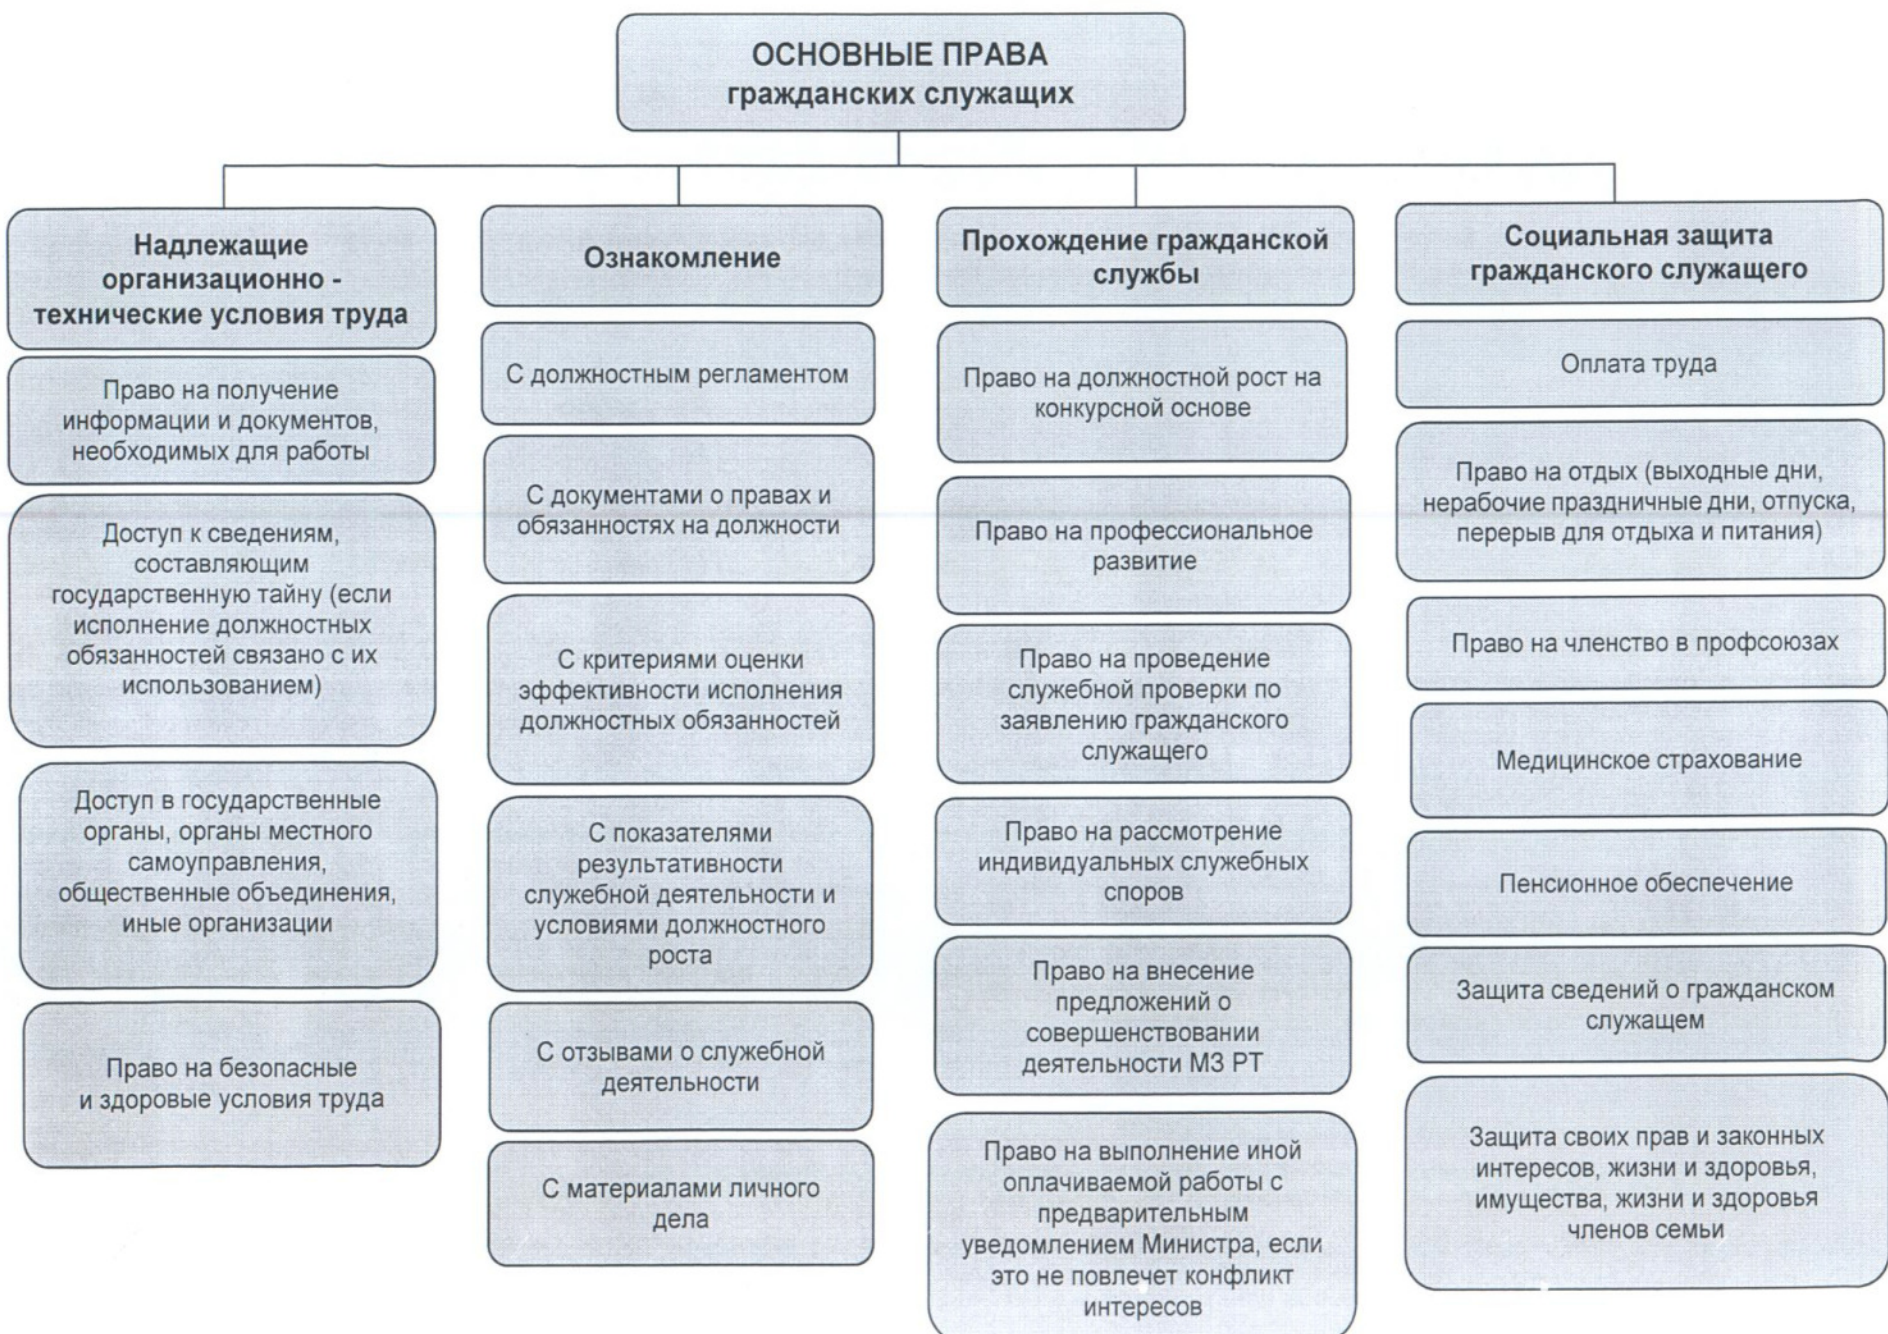 ОСНОВНЫЕ ПРАВА
гражданских служащих
Надлежащие
организационно -
технические условия труда
Право на получение
информации и документов,
необходимых для работы
Доступ к сведениям,
составляющим
государственную тайну (если
исполнение должностных
обязанностей связано с их
использованием)
Доступ в государственные
органы, органы местного
самоуправления,
общественные объединения,
иные организации
Право на безопасные
и здоровые условия труда
Ознакомление
С должностным регламентом
С документами о правах и
обязанностях на должности
С критериями оценки
эффективности исполнения
должностных обязанностей
С показателями
результативности
служебной деятельности и
условиями должностного
роста
С отзывами о служебной
деятельности
С материалами личного
дела
Прохождение гражданской
службы
Право на должностной рост на
конкурсной основе
Право на профессиональное
развитие
Право на проведение
служебной проверки по
заявлению гражданского
служащего
Право на рассмотрение
индивидуальных служебных
споров
Право на внесение
предложений о
совершенствовании
деятельности МЗ РТ
Право на выполнение иной
оплачиваемой работы с
предварительным
уведомлением Министра, если
это не повлечет конфликт
интересов
Социальная защита
гражданского служащего
Оплата труда
Право на отдых (выходные дни,
нерабочие праздничные дни, отпуска,
перерыв для отдыха и питания)
Право на членство в профсоюзах
Медицинское страхование
Пенсионное обеспечение
Защита сведений о гражданском
служащем
Защита своих прав и законных
интересов, жизни и здоровья,
имущества, жизни и здоровья
членов семьи